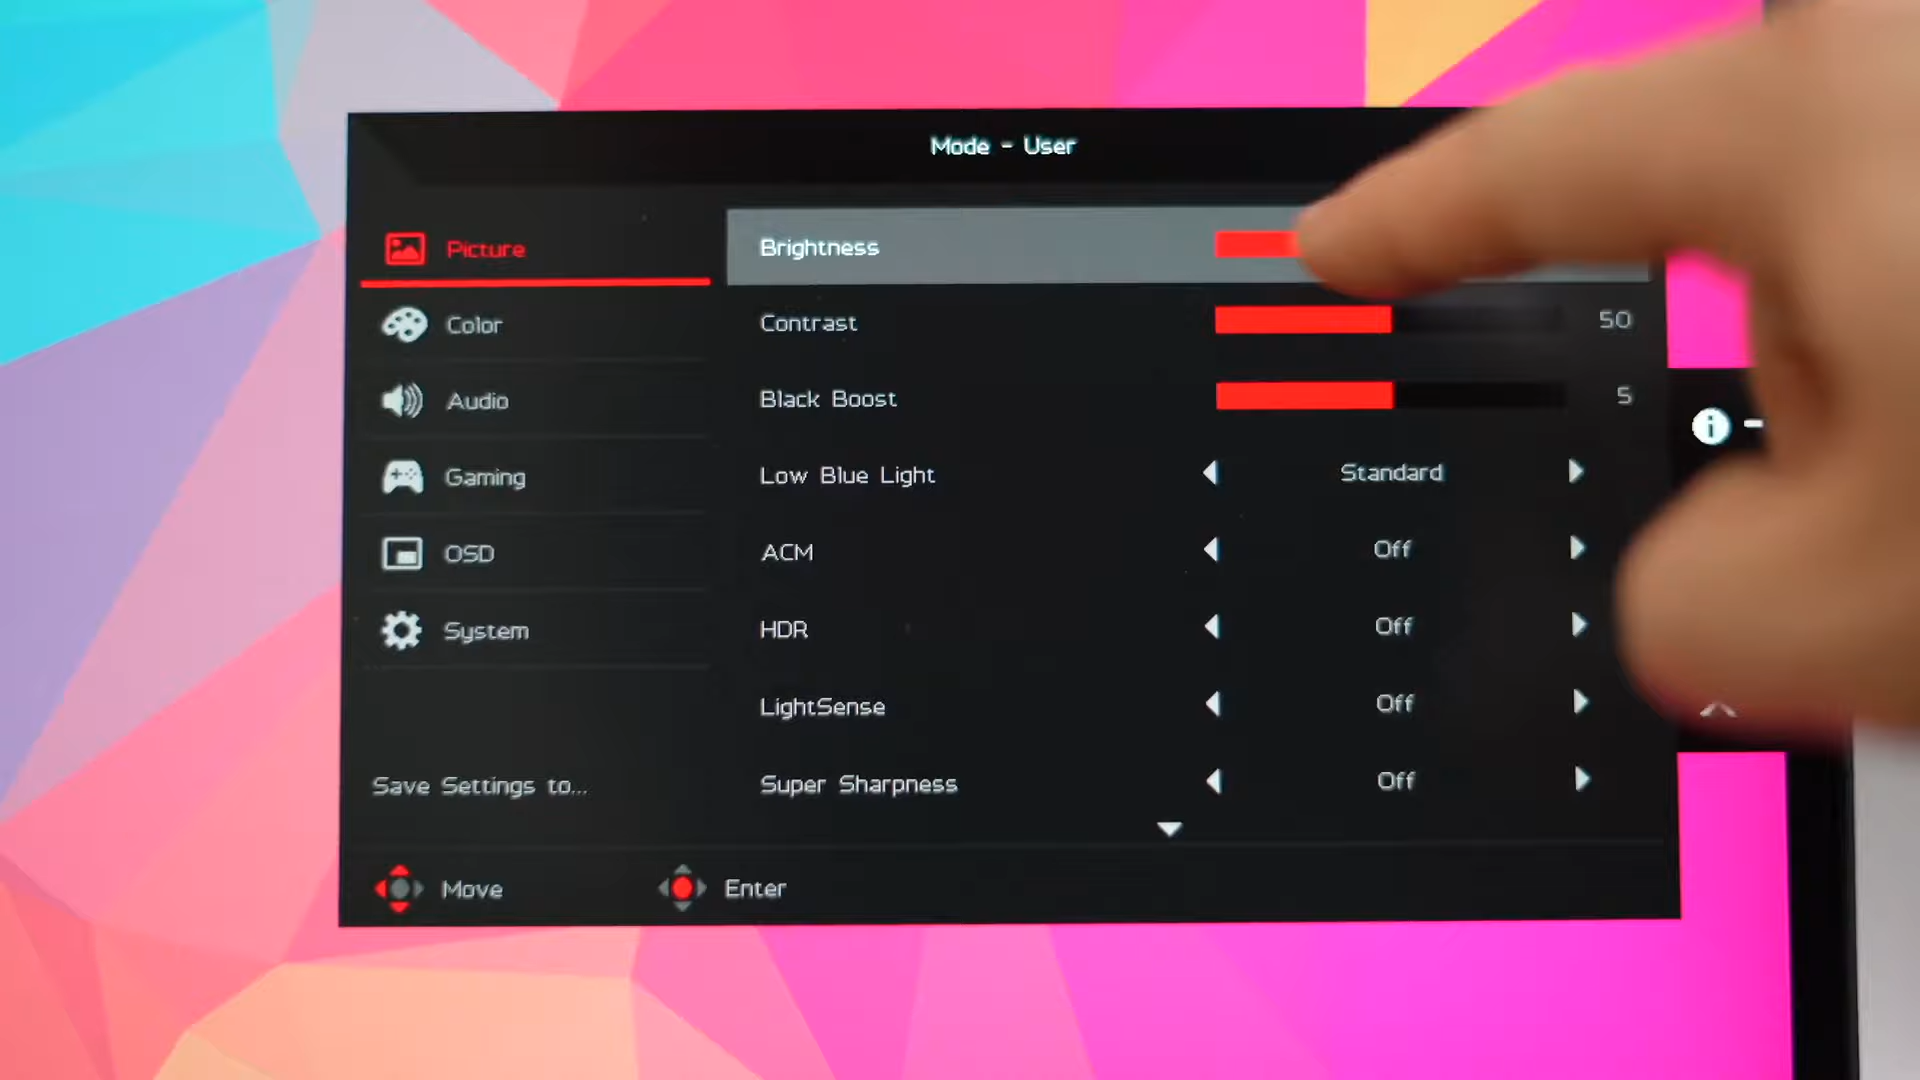 Mode - User
Picture
Color
Audio
Gaming
OSD
System
Save Settings to...
Brightness
Contrast 50
Black Boost 5
Low Blue Light Standard
ACM Off
HDR Off
LightSense Off
Super Sharpness Off
Move Enter